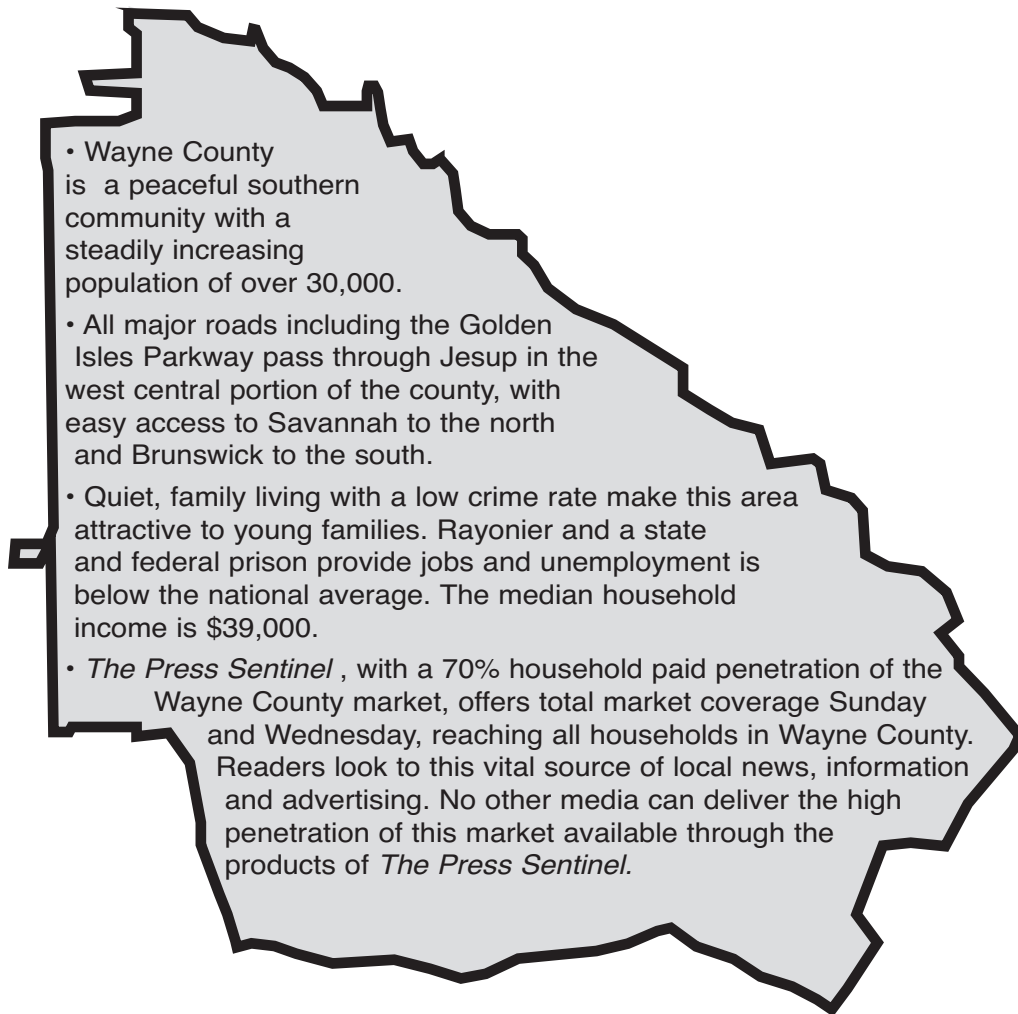 • Wayne County
is a peaceful southern
community with a
steadily increasing
population of over 30,000.
• All major roads including the Golden
Isles Parkway pass through Jesup in the
west central portion of the county, with
easy access to Savannah to the north
and Brunswick to the south.
• Quiet, family living with a low crime rate make this area
attractive to young families. Rayonier and a state
and federal prison provide jobs and unemployment is
below the national average. The median household
income is $39,000.
• The Press Sentinel , with a 70% household paid penetration of the
Wayne County market, offers total market coverage Sunday
and Wednesday, reaching all households in Wayne County.
Readers look to this vital source of local news, information
and advertising. No other media can deliver the high
penetration of this market available through the
products of The Press Sentinel.